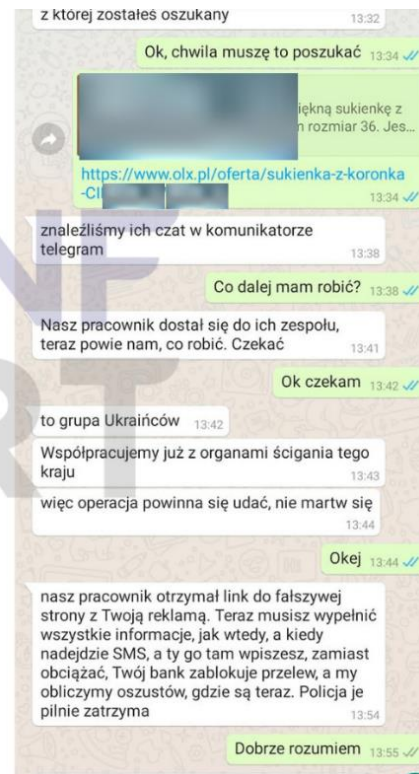 z której zostałeś oszukany
13:32
Ok, chwila muszę to poszukać 13:34
iękną sukienkę z
rozmiar 36. Jes...
https://www.olx.pl/oferta/sukienka-z-koronka
13:34
znaleźliśmy ich czat w komunikatorze
telegram
13:38
Co dalej mam robić? 13:38
Nasz pracownik dostał się do ich zespołu,
teraz powie nam, co robić. Czekać
13:41
Ok czekam 13:42
to grupa Ukraińców 13:42
Współpracujemy już z organami ścigania tego
kraju
13:43
więc operacja powinna się udać, nie martw się
13:44
Okej 13:44
nasz pracownik otrzymał link do fałszywej
strony z Twoją reklamą. Teraz musisz wypełnić
wszystkie informacje, jak wtedy, a kiedy
nadejdzie SMS, a ty go tam wpiszesz, zamiast
obciążać, Twój bank zablokuje przelew, a my
obliczymy oszustów, gdzie są teraz. Policja je
pilnie zatrzyma
13:54
Dobrze rozumiem 13:55